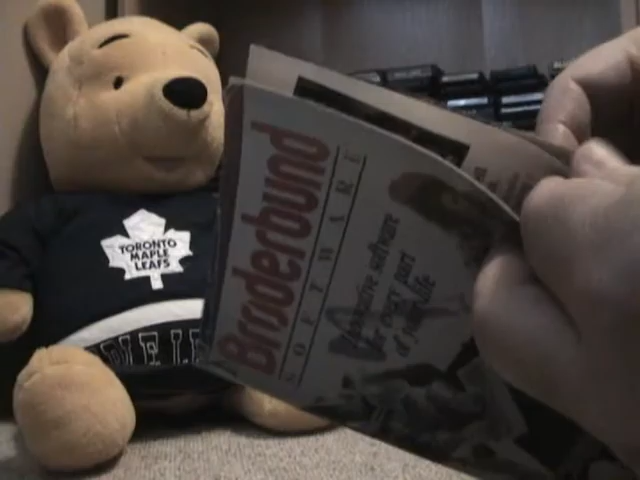 TORONTO
MAPLE
LEAFS
Brøderbund
SOFTWARE
Innovative software
for every part
of your life